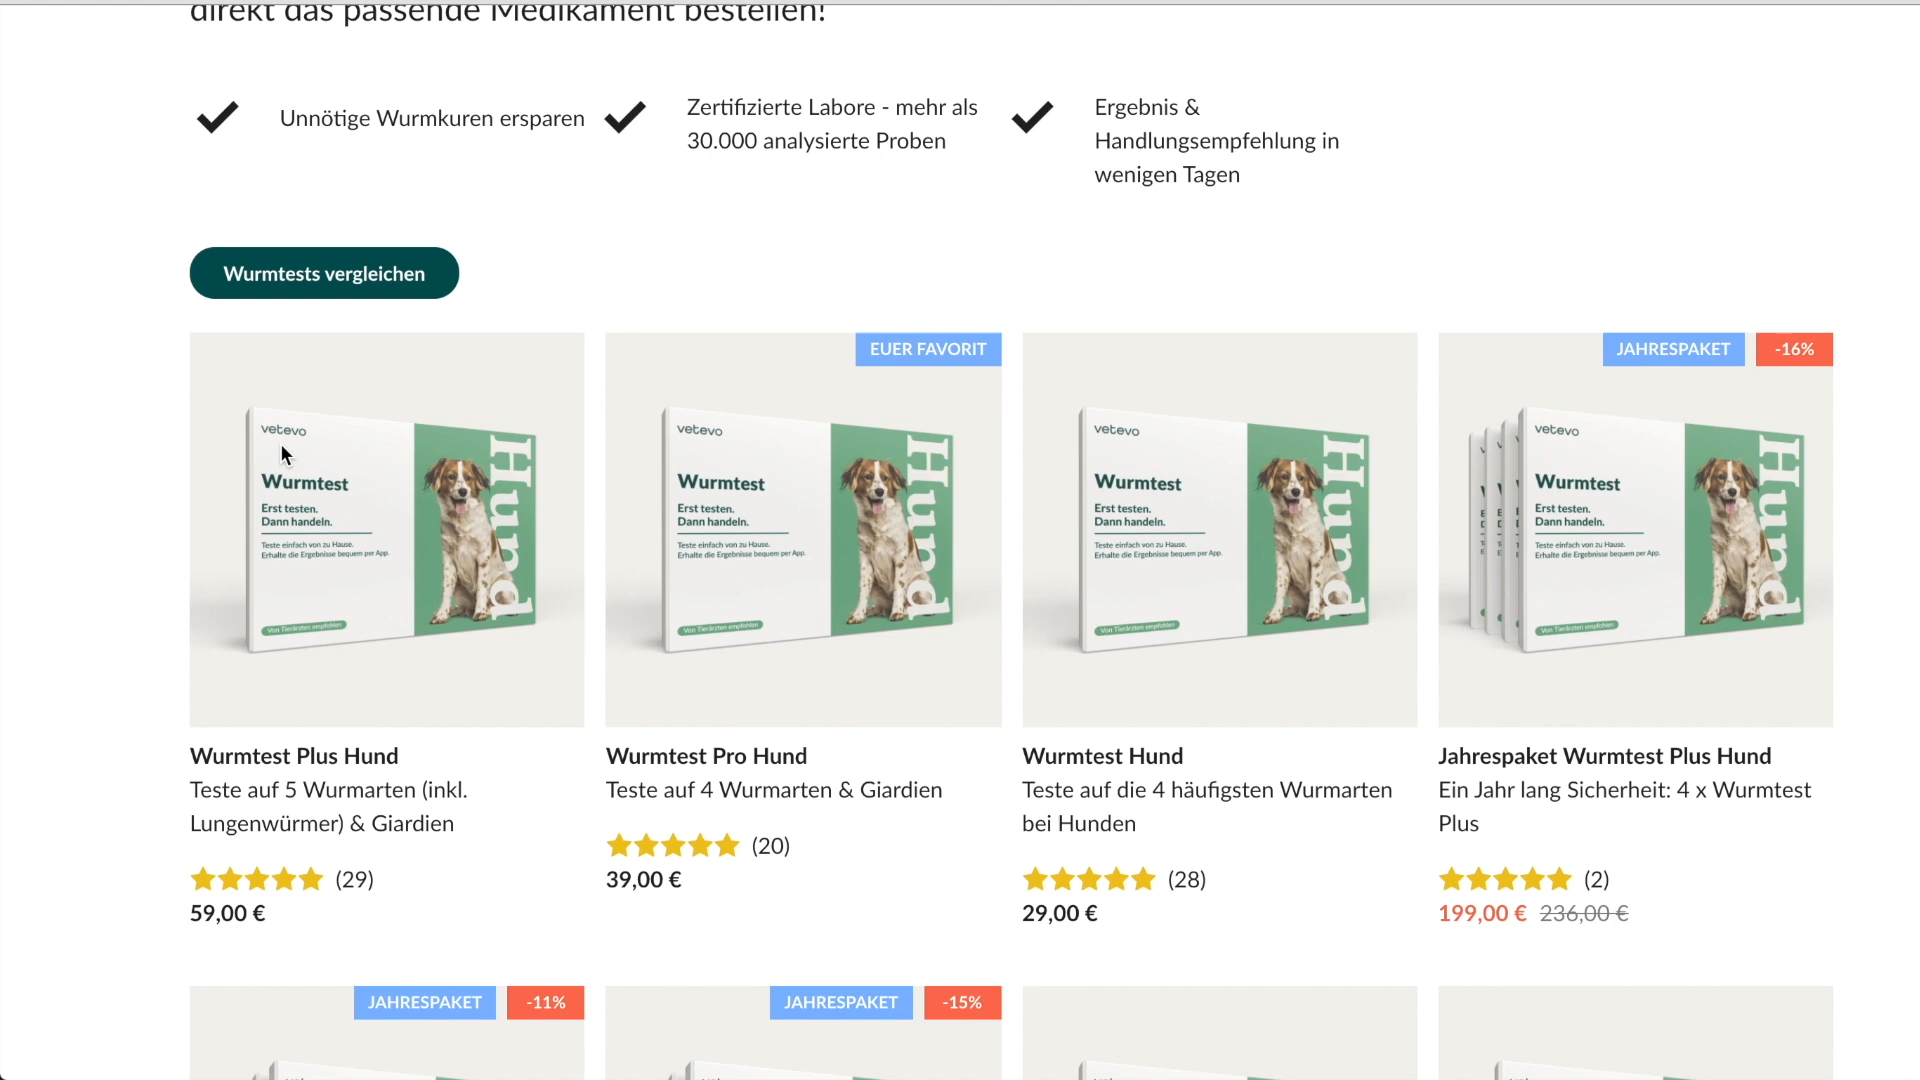 direkt das passende Medikament bestellen!
Unnötige Wurmkuren ersparen
Zertifizierte Labore - mehr als
30.000 analysierte Proben
Ergebnis &
Handlungsempfehlung in
wenigen Tagen
Wurmtests vergleichen
vetevo
Wurmtest
Erst testen.
Dann handeln.
Teste einfach von zu Hause.
Erhalte die Ergebnisse bequem per App.
Von Tierärzten empfohlen
Hund
Wurmtest Plus Hund
Teste auf 5 Wurmarten (inkl.
Lungenwürmer) & Giardien
(29)
59,00 €
EUER FAVORIT
vetevo
Wurmtest
Erst testen.
Dann handeln.
Teste einfach von zu Hause.
Erhalte die Ergebnisse bequem per App.
Von Tierärzten empfohlen
Hund
Wurmtest Pro Hund
Teste auf 4 Wurmarten & Giardien
(20)
39,00 €
vetevo
Wurmtest
Erst testen.
Dann handeln.
Teste einfach von zu Hause.
Erhalte die Ergebnisse bequem per App.
Von Tierärzten empfohlen
Hund
Wurmtest Hund
Teste auf die 4 häufigsten Wurmarten
bei Hunden
(28)
29,00 €
JAHRESPAKET -16%
vetevo
Wurmtest
Erst testen.
Dann handeln.
Teste einfach von zu Hause.
Erhalte die Ergebnisse bequem per App.
Von Tierärzten empfohlen
Hund
Jahrespaket Wurmtest Plus Hund
Ein Jahr lang Sicherheit: 4 x Wurmtest
Plus
(2)
199,00 € 236,00 €
JAHRESPAKET -11%
JAHRESPAKET -15%